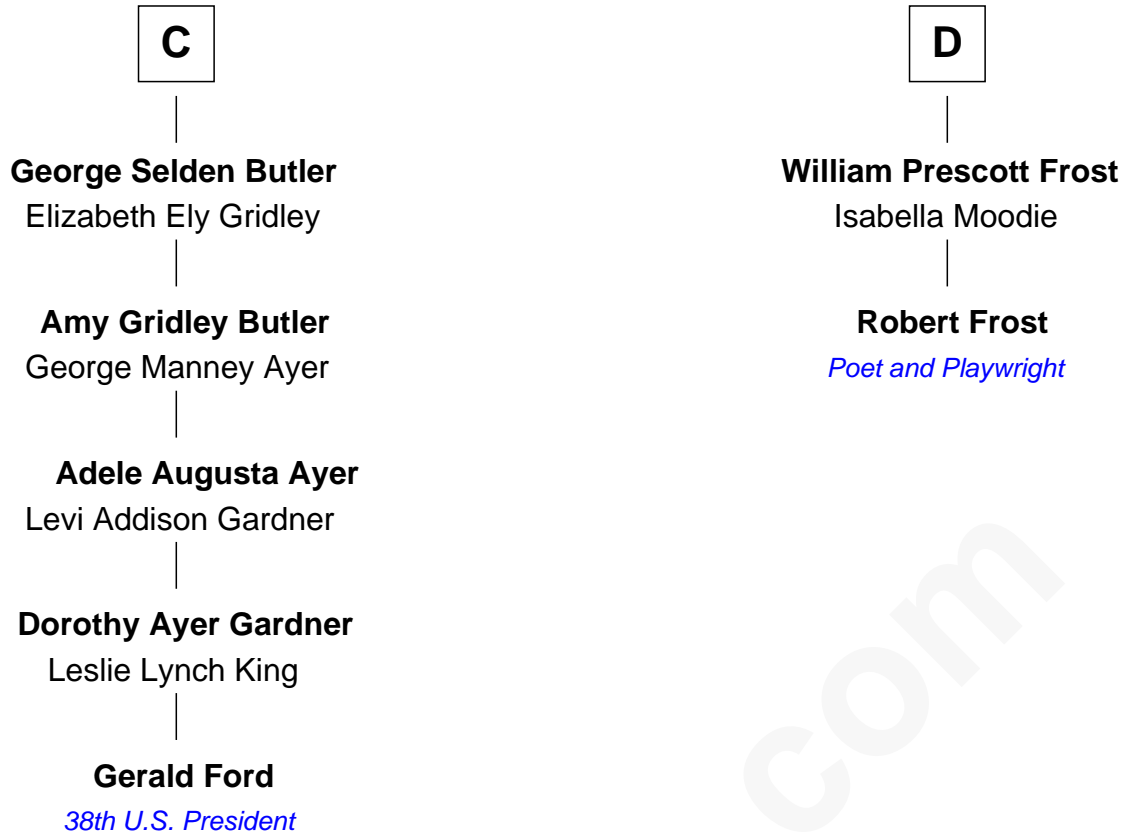 C
George Selden Butler
Elizabeth Ely Gridley
Amy Gridley Butler
George Manney Ayer
Adele Augusta Ayer
Levi Addison Gardner
Dorothy Ayer Gardner
Leslie Lynch King
Gerald Ford
38th U.S. President
D
William Prescott Frost
Isabella Moodie
Robert Frost
Poet and Playwright
com